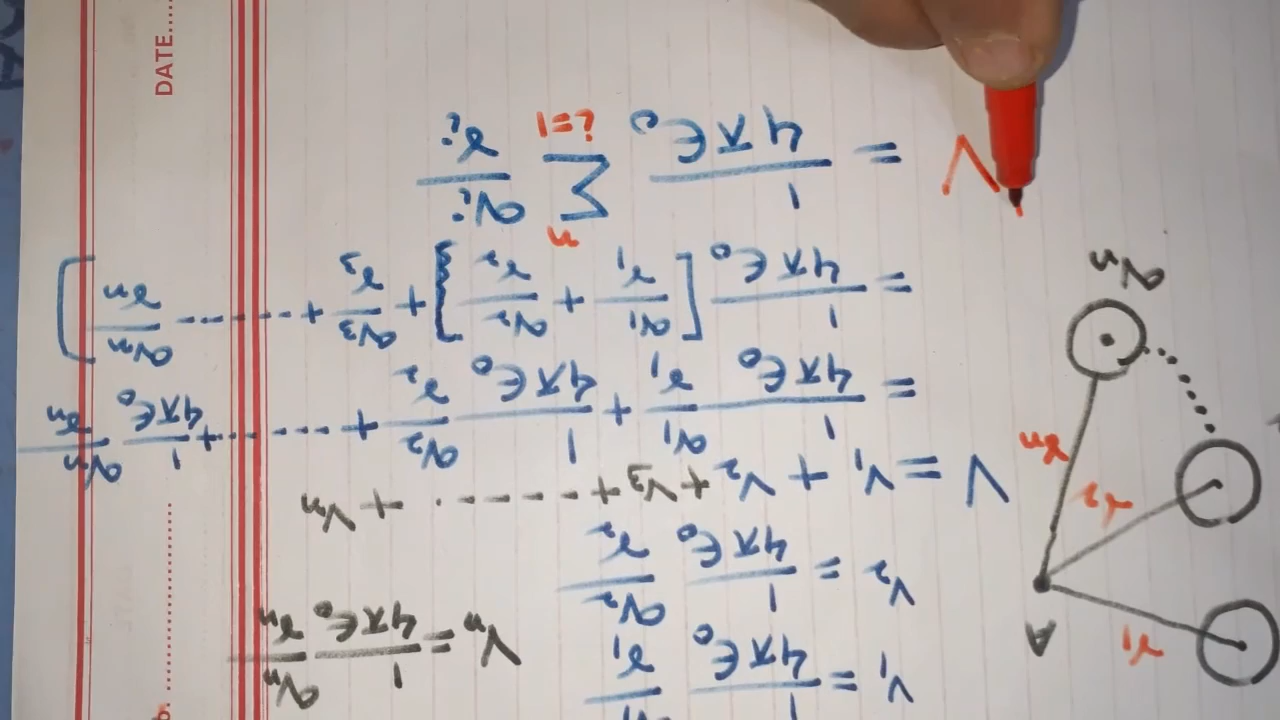 V₁ = 1/4πε₀ q₁/r₁
V₂ = 1/4πε₀ q₂/r₂
Vₙ = 1/4πε₀ qₙ/rₙ
V = V₁ + V₂ + V₃ + ------ · + Vₙ
= 1/4πε₀ q₁/r₁ + 1/4πε₀ q₂/r₂ + ------ + 1/4πε₀ qₙ/rₙ
= 1/4πε₀ [q₁/r₁ + q₂/r₂ + q₃/r₃ + ------ qₙ/rₙ]
V = 1/4πε₀ n Σ i=1 qᵢ/rᵢ
A
r₁
r₂
rₙ
qₙ
DATE